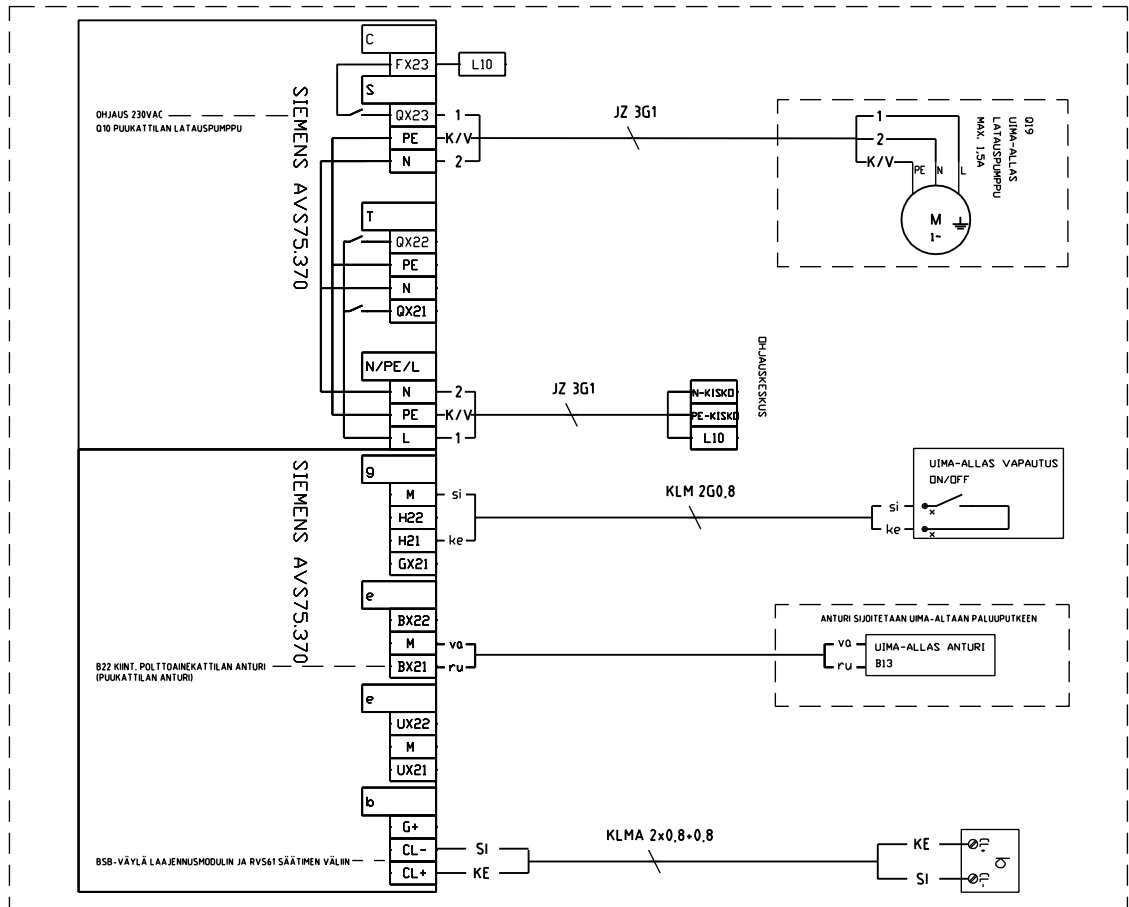 C
FX23
L10
S
QX23
1
PE
K/V
N
2
JZ 3G1
1
2
K/V
PE
N
L
M
1~
Q19
UIMA-ALLAS
LATAUSPUMPPU
MAX. 1,5A
OHJAUS 230VAC
Q10 PUUKATTILAN LATAUSPUMPPU
SIEMENS AVS75.370
T
QX22
PE
N
QX21
N/PE/L
N
2
PE
K/V
L
1
JZ 3G1
OHJAUSKESKUS
N-KISKO
PE-KISKO
L10
SIEMENS AVS75.370
g
M
si
H22
H21
ke
GX21
KLM 2G0,8
si
ke
UIMA-ALLAS VAPAUTUS
ON/OFF
x
x
e
BX22
M
va
BX21
ru
B22 KIINT. POLTTOAINEKATTILAN ANTURI
(PUUKATTILAN ANTURI)
ANTURI SIJOITETAAN UIMA-ALTAAN PALUUPUTKEEN
va
ru
UIMA-ALLAS ANTURI
B13
e
UX22
M
UX21
b
G+
CL-
SI
CL+
KE
BSB-VÄYLÄ LAAJENNUSMODULIN JA RVS61 SÄÄTIMEN VÄLIIN
KLMA 2x0,8+0,8
KE
SI
CL+
CL-
b